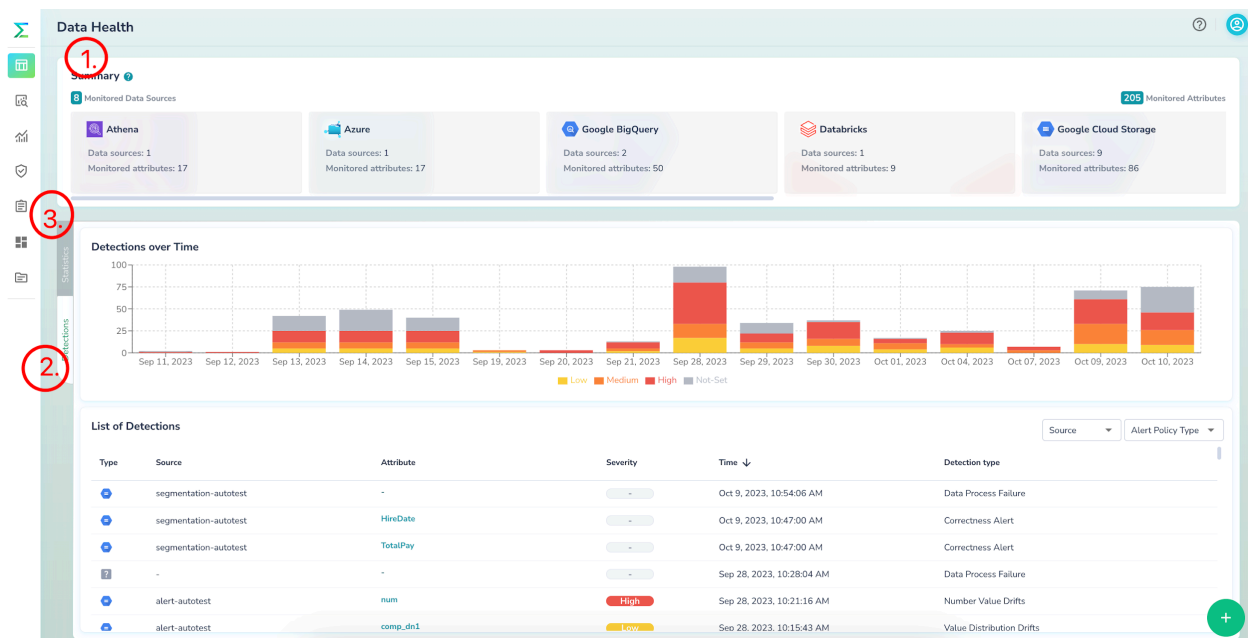 Data Health
1.
Summary ?
8 Monitored Data Sources
205 Monitored Attributes
Athena
Data sources: 1
Monitored attributes: 17
Azure
Data sources: 1
Monitored attributes: 17
Google BigQuery
Data sources: 2
Monitored attributes: 50
Databricks
Data sources: 1
Monitored attributes: 9
Google Cloud Storage
Data sources: 9
Monitored attributes: 86
3.
Statistics
2.
Detections
Detections over Time
100
75
50
25
0
Sep 11, 2023 Sep 12, 2023 Sep 13, 2023 Sep 14, 2023 Sep 15, 2023 Sep 19, 2023 Sep 20, 2023 Sep 21, 2023 Sep 28, 2023 Sep 29, 2023 Sep 30, 2023 Oct 01, 2023 Oct 04, 2023 Oct 07, 2023 Oct 09, 2023 Oct 10, 2023
Low Medium High Not-Set
List of Detections
Source Alert Policy Type
Type Source Attribute Severity Time Detection type
segmentation-autotest - - Oct 9, 2023, 10:54:06 AM Data Process Failure
segmentation-autotest HireDate - Oct 9, 2023, 10:47:00 AM Correctness Alert
segmentation-autotest TotalPay - Oct 9, 2023, 10:47:00 AM Correctness Alert
? - - - Sep 28, 2023, 10:28:04 AM Data Process Failure
alert-autotest num High Sep 28, 2023, 10:21:16 AM Number Value Drifts
alert-autotest comp_dn1 Low Sep 28, 2023, 10:15:43 AM Value Distribution Drifts